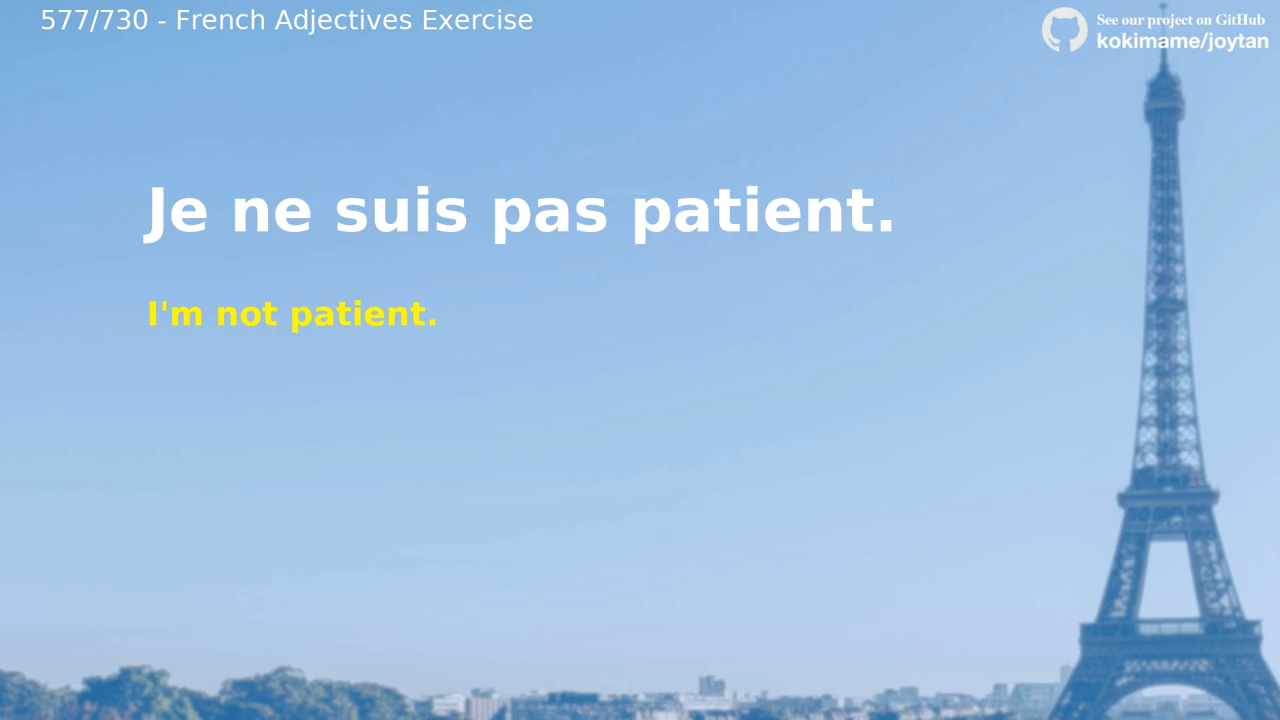 577/730 - French Adjectives Exercise
See our project on GitHub
kokimame/joytan
Je ne suis pas patient.
I'm not patient.